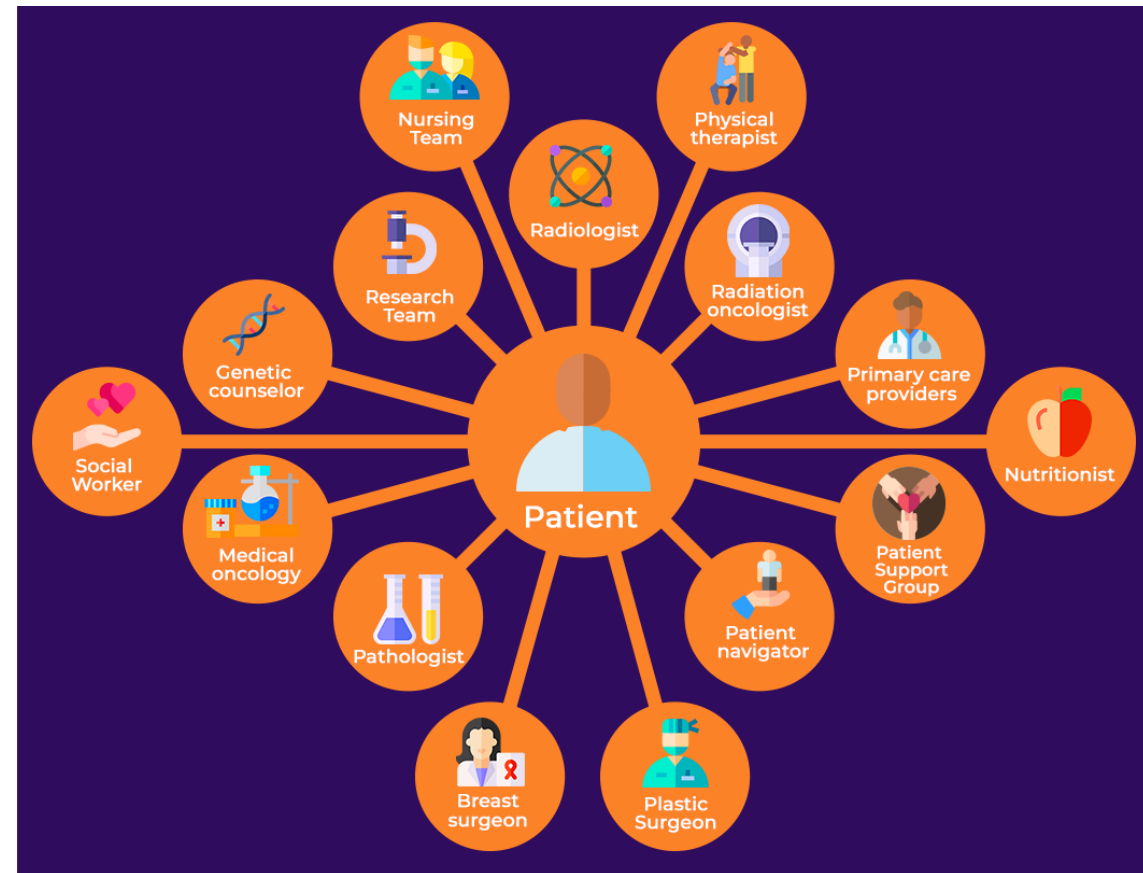 Nursing
Team
Physical
therapist
Radiologist
Research
Team
Radiation
oncologist
Genetic
counselor
Primary care
providers
Social
Worker
Nutritionist
Patient
Medical
oncology
Patient
Support
Group
Pathologist
Patient
navigator
Breast
surgeon
Plastic
Surgeon